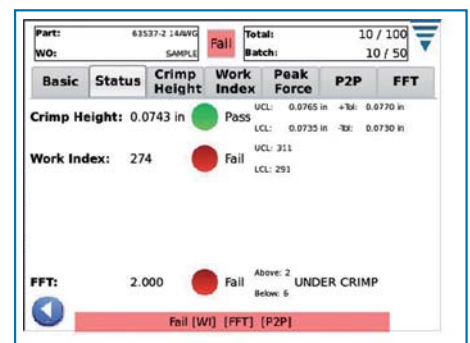 Part: 63537-2 14AWG Fail Total: 10 / 100
WO: SAMPLE Batch: 10 / 50
Basic Status Crimp Height Work Index Peak Force P2P FFT
Crimp Height: 0.0743 in Pass UCL: 0.0765 in +Tol: 0.0770 in
LCL: 0.0735 in -Tol: 0.0730 in
Work Index: 274 Fail UCL: 311
LCL: 291
FFT: 2.000 Fail Above: 2 UNDER CRIMP
Below: 6
Fail [WI] [FFT] [P2P]